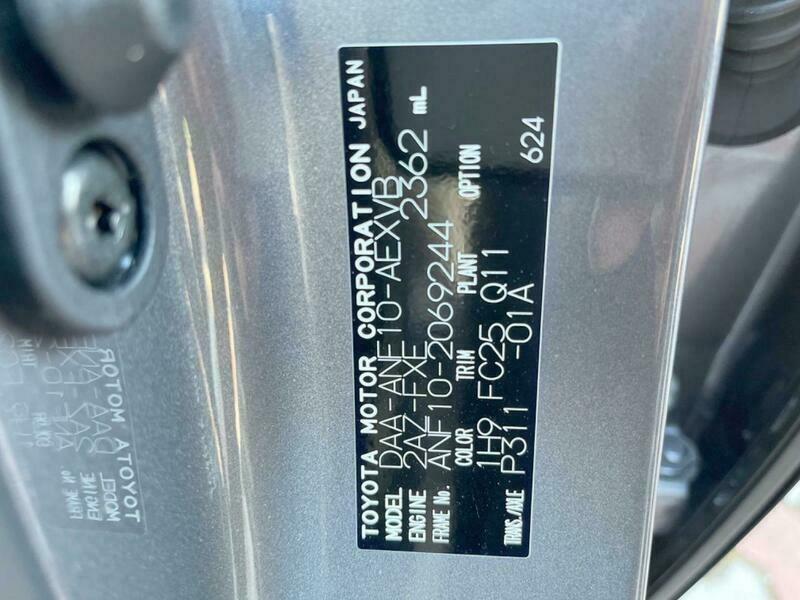 TOYOTA MOTOR CORPORATION JAPAN
MODEL DAA-ANF10-AEXVB
ENGINE 2AZ-FXE 2362 mL
FRAME No. ANF10-2069244
COLOR TRIM PLANT OPTION
1H9 FC25 Q11 624
TRANS./AXLE P311 -01A